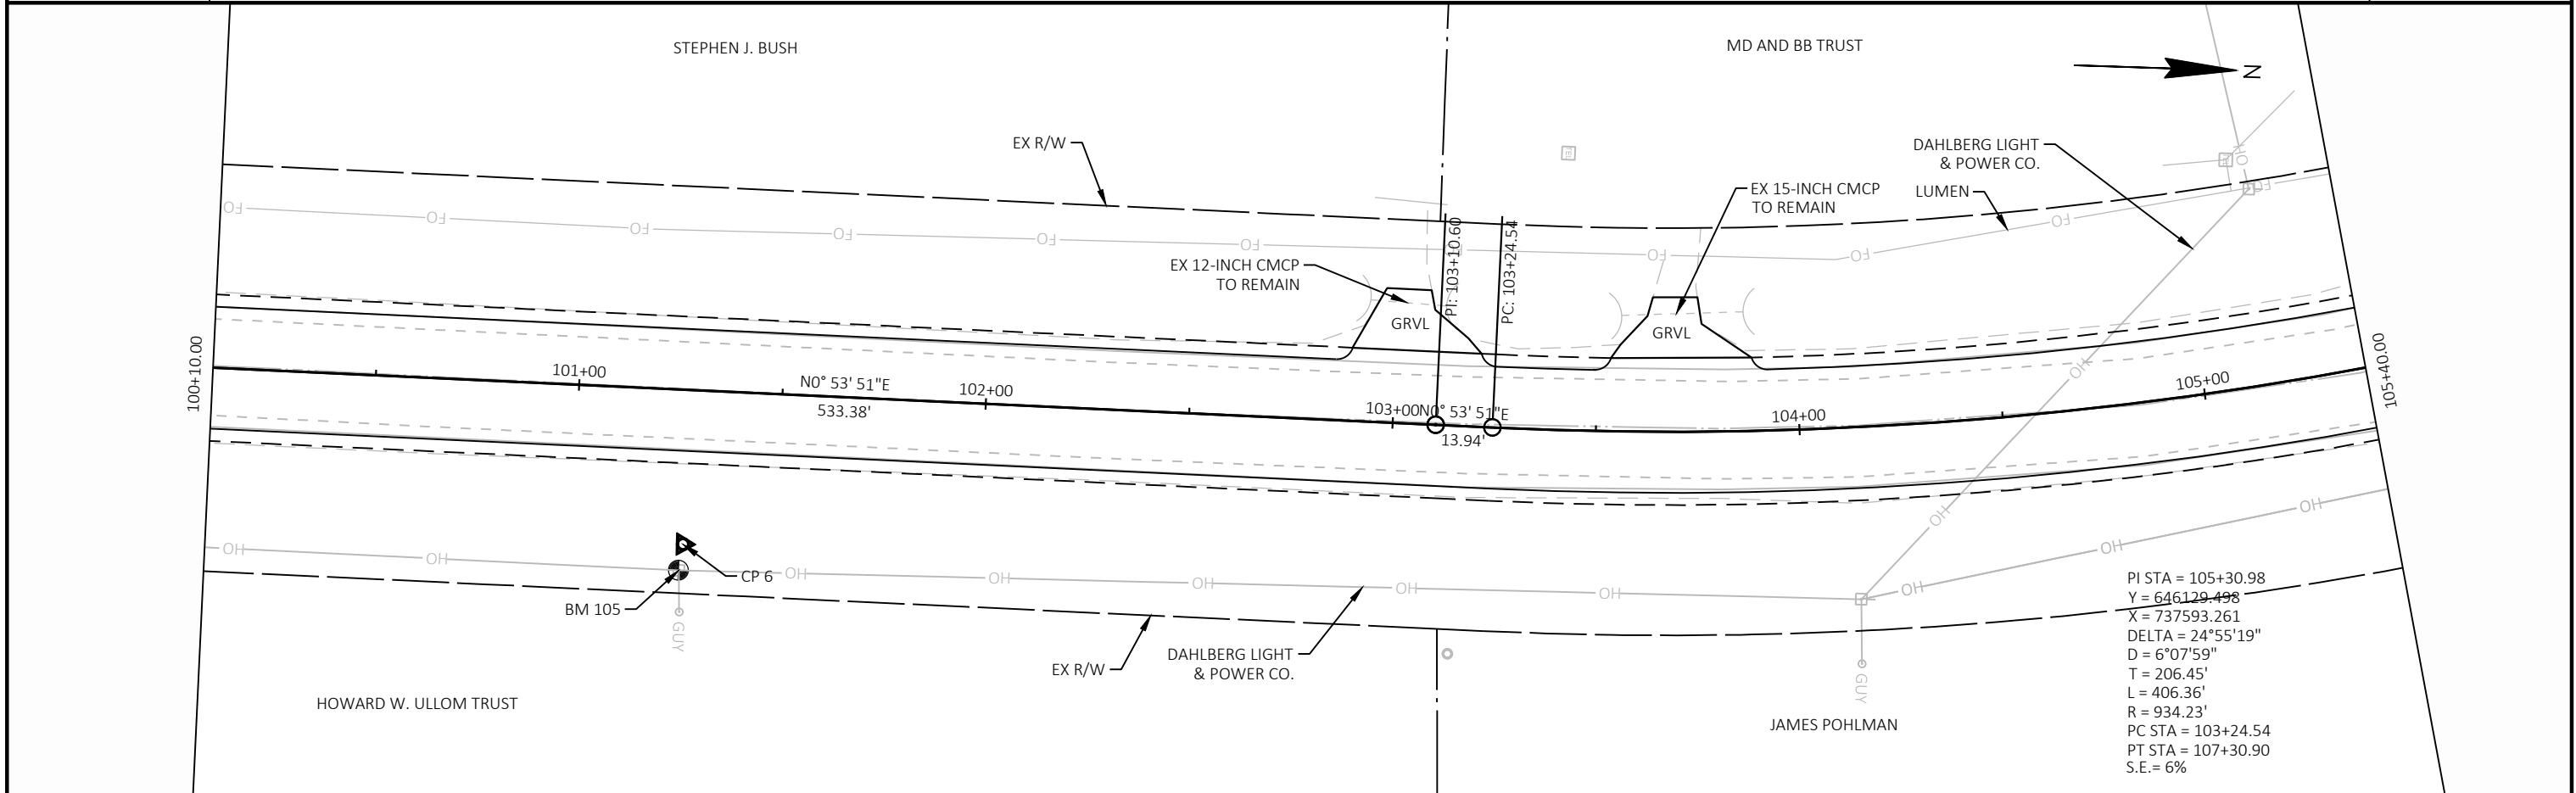 STEPHEN J. BUSH
MD AND BB TRUST
N
EX R/W
DAHLBERG LIGHT
& POWER CO.
EX 15-INCH CMCP
TO REMAIN
LUMEN
FO
FO
FO
FO
FO
FO
FO
FO
FO
FO
EX 12-INCH CMCP
TO REMAIN
PI: 103+10.60
PC: 103+24.54
GRVL
GRVL
100+10.00
101+00
N0° 53' 51"E
533.38'
102+00
103+00
N0° 53' 51"E
13.94'
104+00
105+00
105+40.00
OH
OH
OH
OH
OH
OH
OH
OH
OH
OH
OH
OH
OH
CP 6
BM 105
GUY
EX R/W
DAHLBERG LIGHT
& POWER CO.
GUY
HOWARD W. ULLOM TRUST
JAMES POHLMAN
PI STA = 105+30.98
Y = 646129.498
X = 737593.261
DELTA = 24°55'19"
D = 6°07'59"
T = 206.45'
L = 406.36'
R = 934.23'
PC STA = 103+24.54
PT STA = 107+30.90
S.E.= 6%